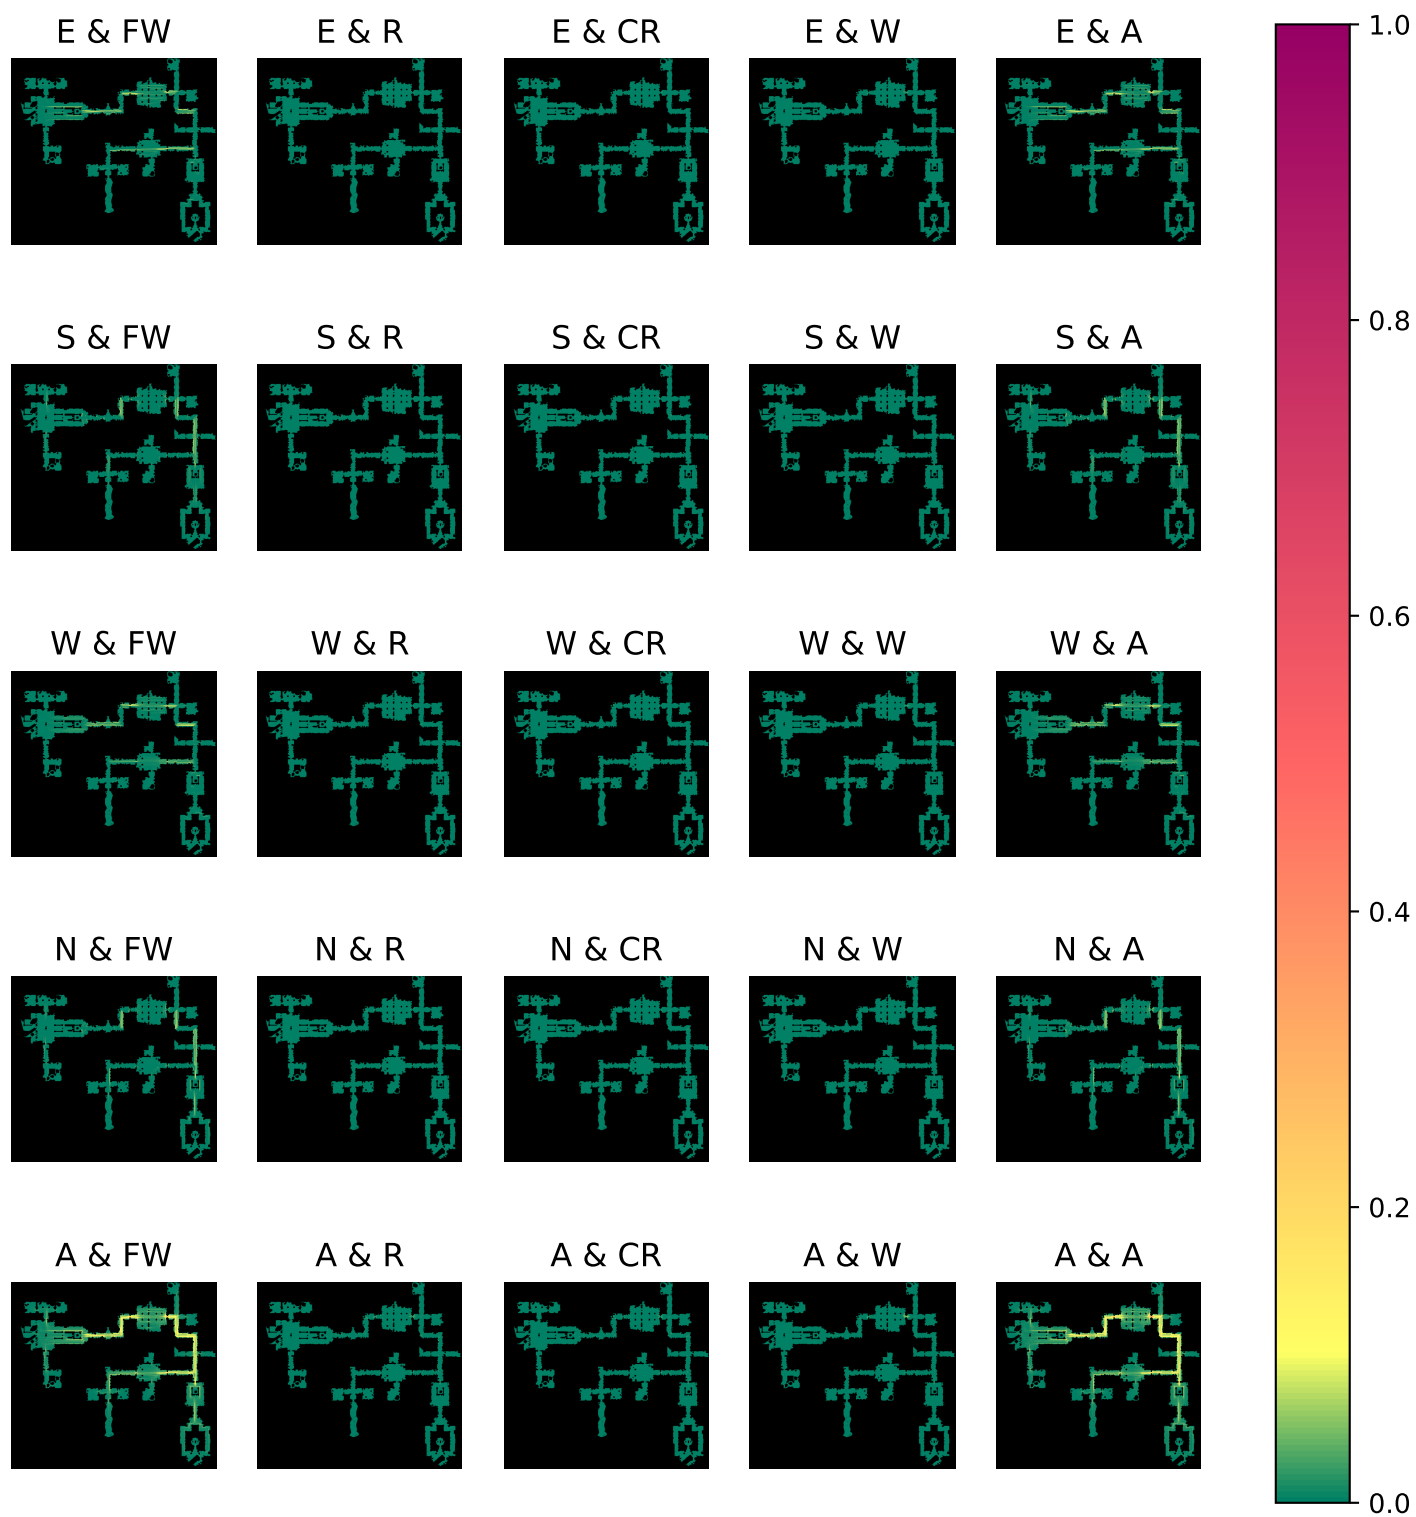 E & FW E & R E & CR E & W E & A
S & FW S & R S & CR S & W S & A
W & FW W & R W & CR W & W W & A
N & FW N & R N & CR N & W N & A
A & FW A & R A & CR A & W A & A
1.0
0.8
0.6
0.4
0.2
0.0